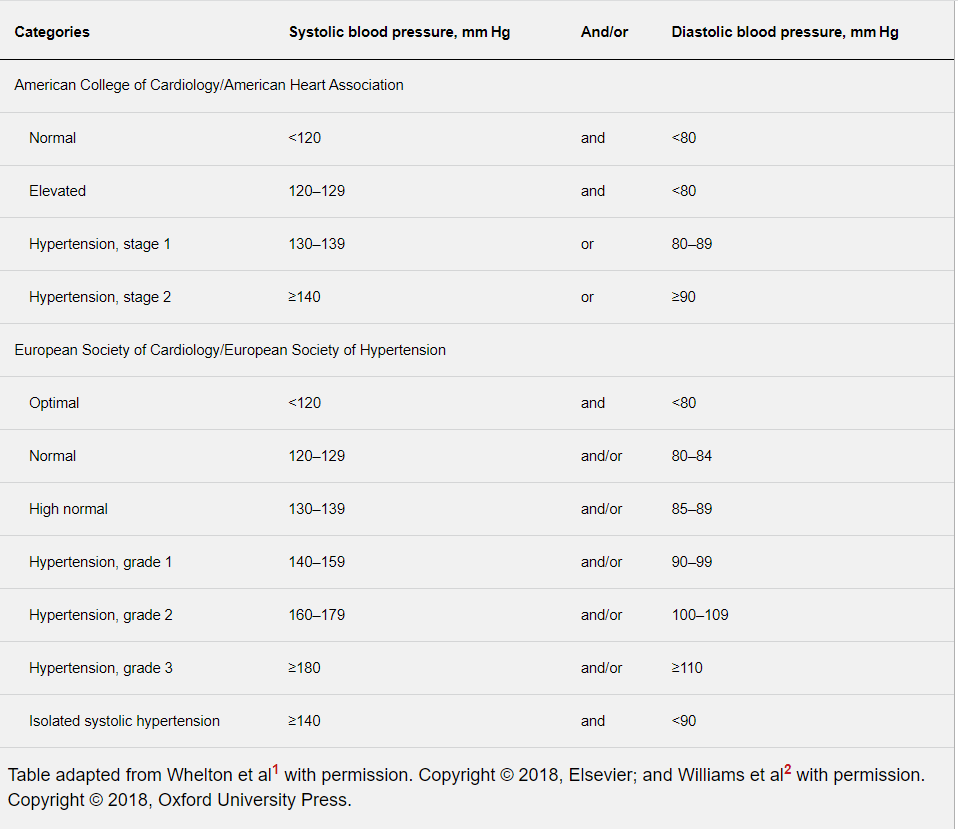 Categories Systolic blood pressure, mm Hg And/or Diastolic blood pressure, mm Hg
American College of Cardiology/American Heart Association
Normal <120 and <80
Elevated 120–129 and <80
Hypertension, stage 1 130–139 or 80–89
Hypertension, stage 2 ≥140 or ≥90
European Society of Cardiology/European Society of Hypertension
Optimal <120 and <80
Normal 120–129 and/or 80–84
High normal 130–139 and/or 85–89
Hypertension, grade 1 140–159 and/or 90–99
Hypertension, grade 2 160–179 and/or 100–109
Hypertension, grade 3 ≥180 and/or ≥110
Isolated systolic hypertension ≥140 and <90
Table adapted from Whelton et al1 with permission. Copyright © 2018, Elsevier; and Williams et al2 with permission.
Copyright © 2018, Oxford University Press.